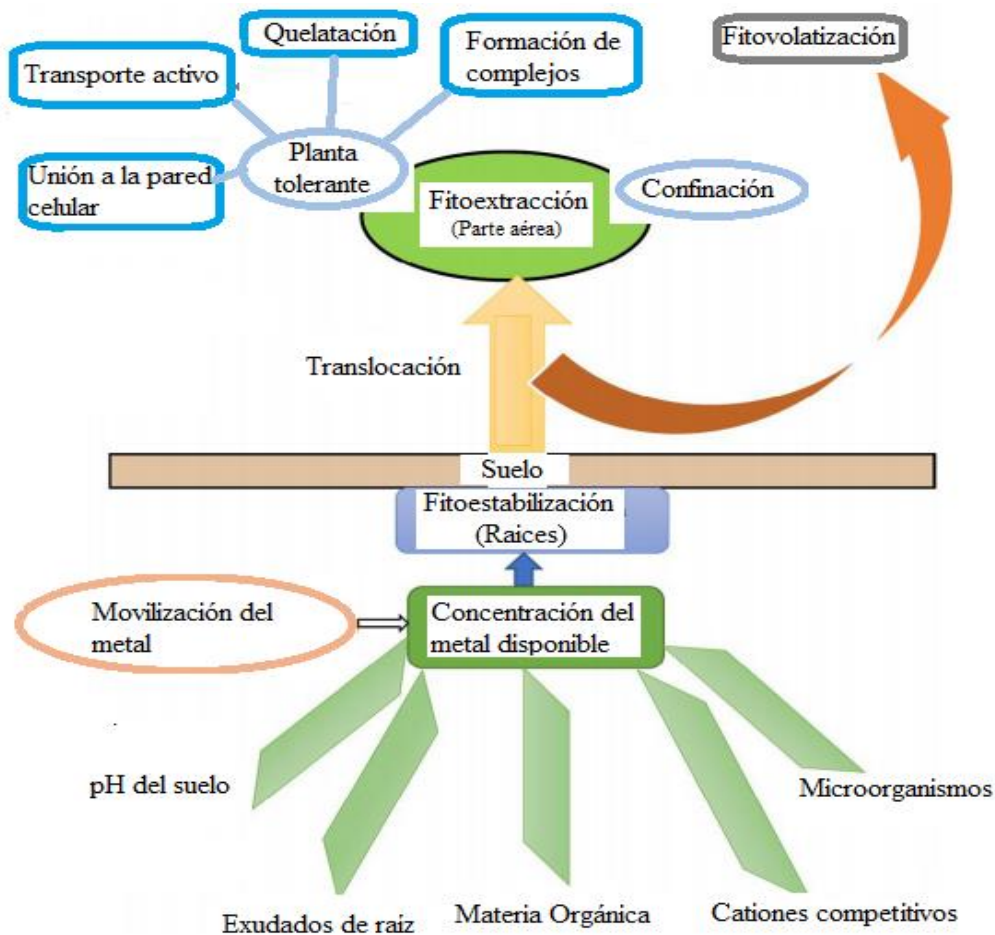 Quelatación
Formación de
complejos
Fitovolatización
Transporte activo
Planta
tolerante
Unión a la pared
celular
Fitoextracción
(Parte aérea)
Confinación
Translocación
Suelo
Fitoestabilización
(Raices)
Movilización del
metal
Concentración del
metal disponible
pH del suelo
Microorganismos
Exudados de raíz
Materia Orgánica
Cationes competitivos